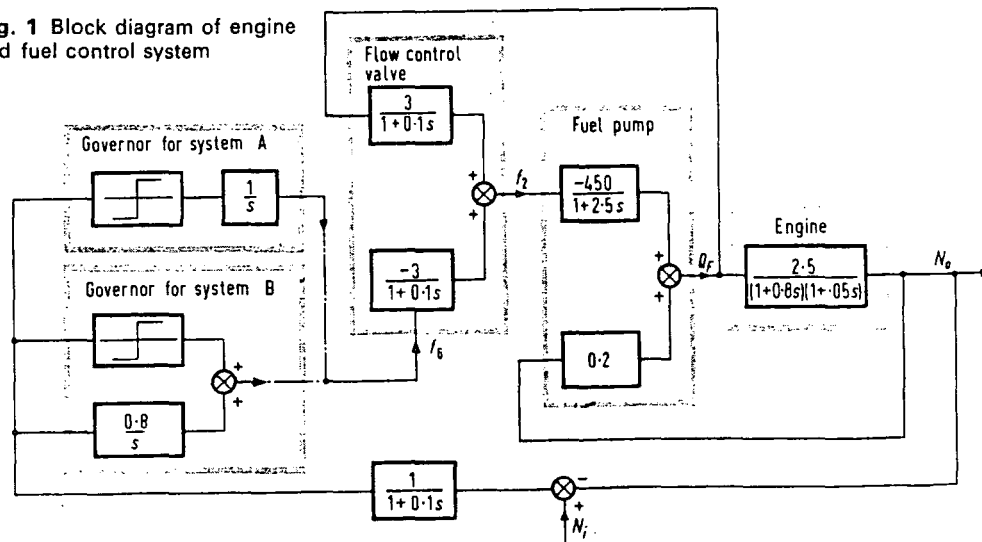 g. 1 Block diagram of engine
d fuel control system
Flow control
valve
3
1+0·1s
Governor for system A
1
s
+
+
f2
-3
1+0·1s
Fuel pump
-450
1+2·5s
+
+
QF
0·2
Engine
2·5
(1+0·8s)(1+·05s)
No
Governor for system B
+
+
0·8
s
f6
1
1+0·1s
-
+
Ni